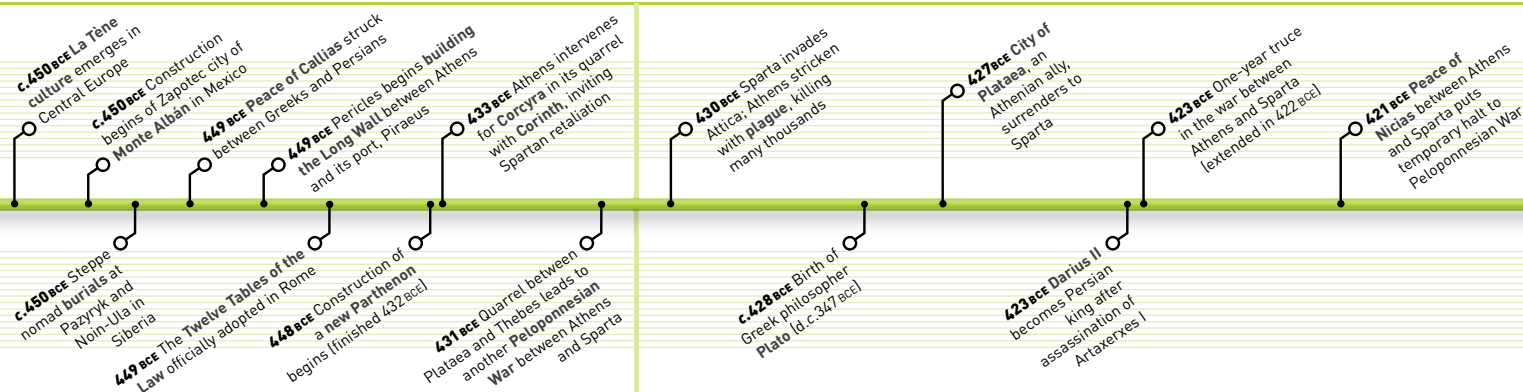 c.450 BCE La Tène
culture emerges in
Central Europe
c.450 BCE Construction
begins of Zapotec city of
Monte Albán in Mexico
449 BCE Peace of Callias struck
between Greeks and Persians
449 BCE Pericles begins building
the Long Wall between Athens
and its port, Piraeus
433 BCE Athens intervenes
for Corcyra in its quarrel
with Corinth, inviting
Spartan retaliation
430 BCE Sparta invades
Attica; Athens stricken
with plague, killing
many thousands
427 BCE City of
Plataea, an
Athenian ally,
surrenders to
Sparta
423 BCE One-year truce
in the war between
Athens and Sparta
(extended in 422 BCE)
421 BCE Peace of
Nicias between Athens
and Sparta puts
temporary halt to
Peloponnesian War
c.450 BCE Steppe
nomad burials at
Pazyryk and
Noin-Ula in
Siberia
449 BCE The Twelve Tables of the
Law officially adopted in Rome
448 BCE Construction of
a new Parthenon
begins (finished 432 BCE)
431 BCE Quarrel between
Plataea and Thebes leads to
another Peloponnesian
War between Athens
and Sparta
c.428 BCE Birth of
Greek philosopher
Plato (d.c.347 BCE)
423 BCE Darius II
becomes Persian
king after
assassination of
Artaxerxes I